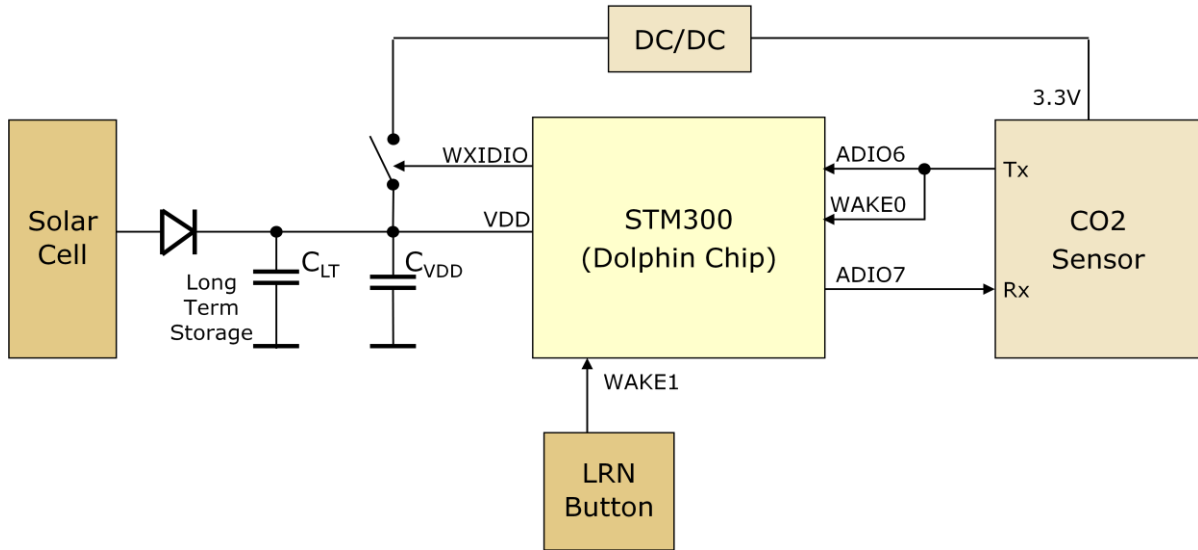 DC/DC
3.3V
Solar
Cell
Long
Term
Storage
CLT
CVDD
WXIDIO
VDD
STM300
(Dolphin Chip)
ADIO6
WAKE0
ADIO7
Tx
CO2
Sensor
Rx
WAKE1
LRN
Button